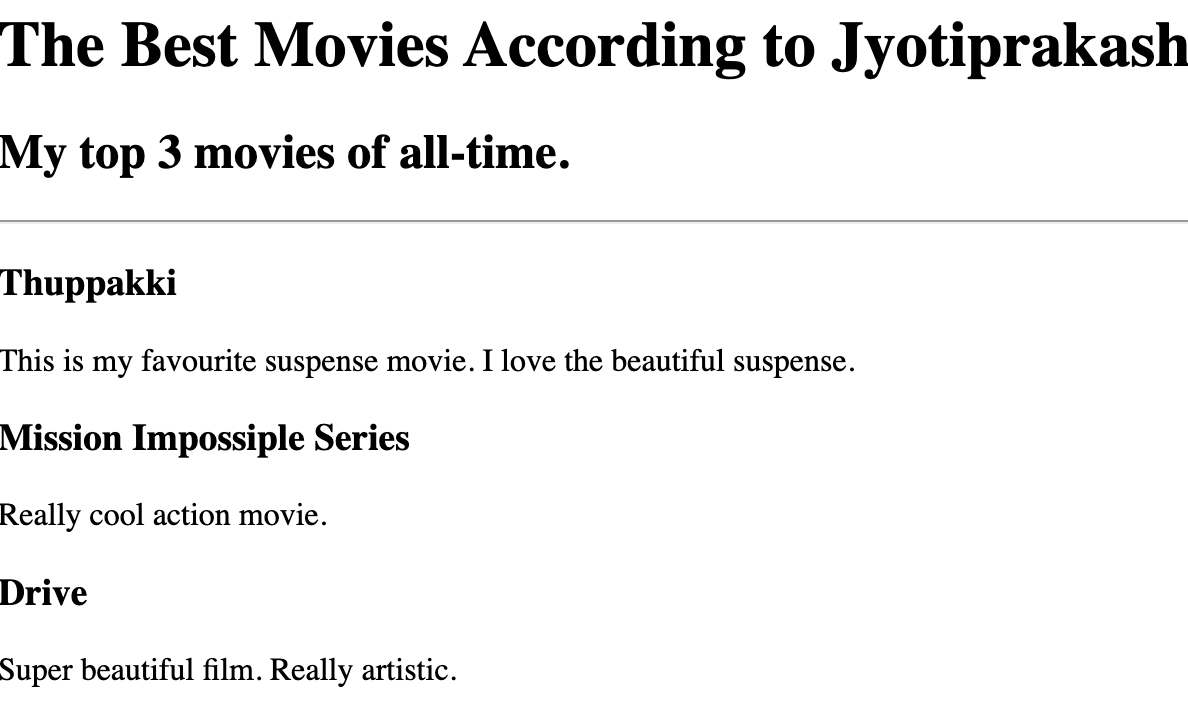 The Best Movies According to Jyotiprakash
My top 3 movies of all-time.
Thuppakki
This is my favourite suspense movie. I love the beautiful suspense.
Mission Impossiple Series
Really cool action movie.
Drive
Super beautiful film. Really artistic.